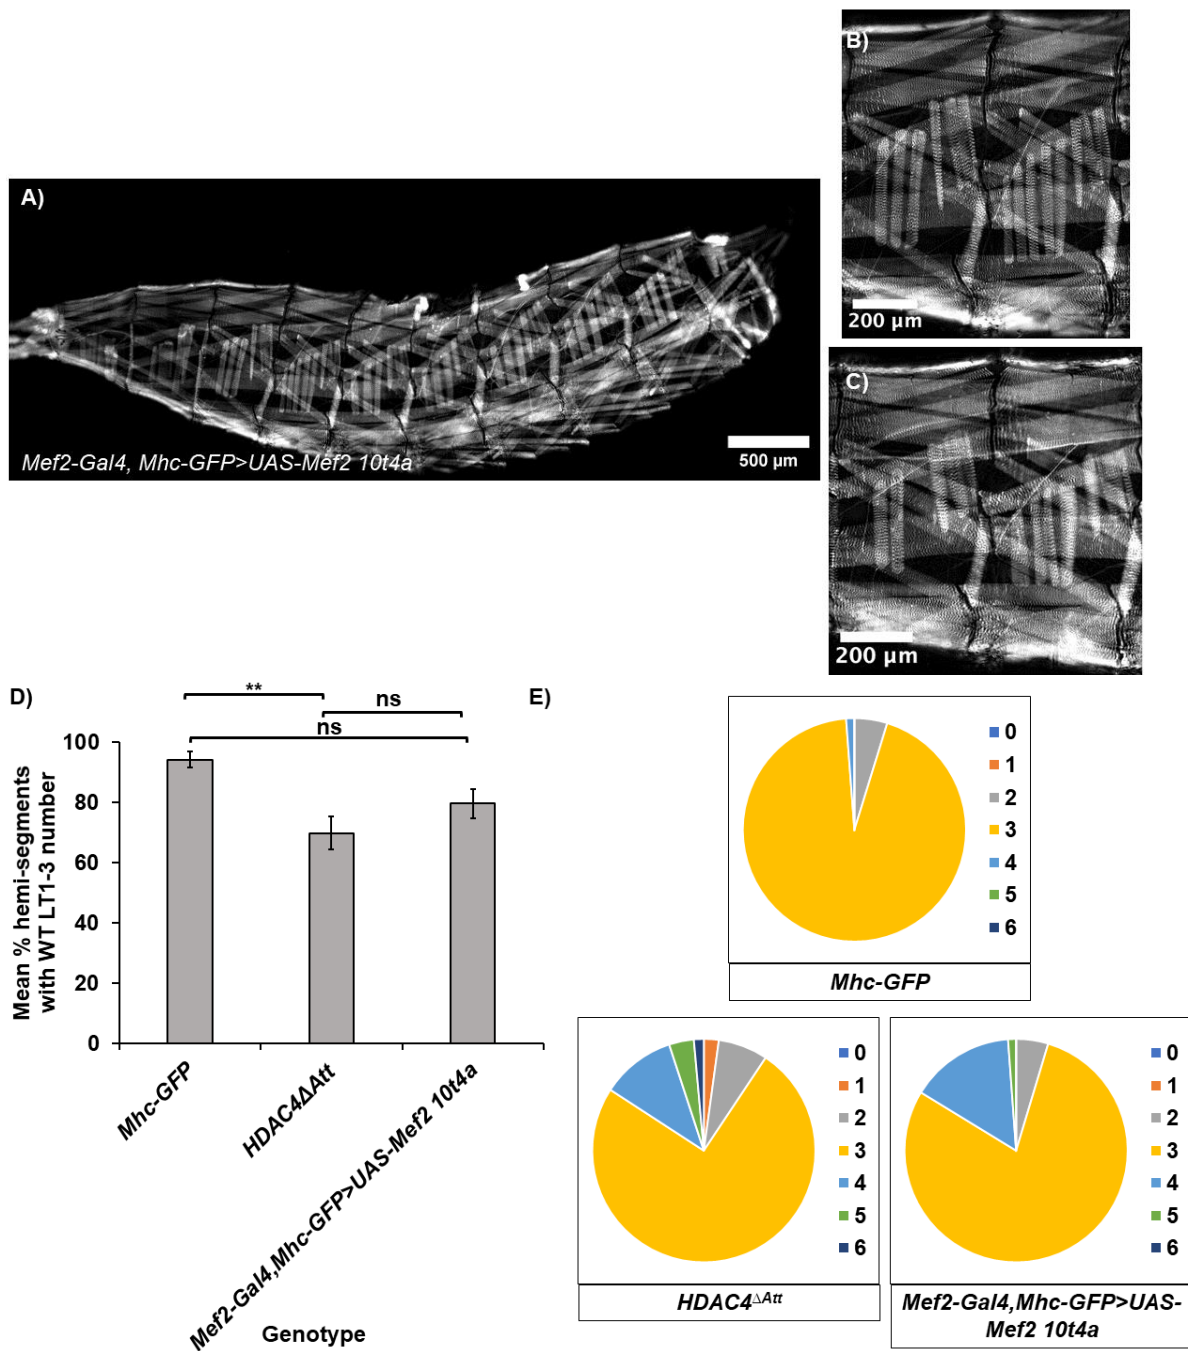 A)
Mef2-Gal4, Mhc-GFP>UAS-Mef2 10t4a
500 µm
B)
200 µm
C)
200 µm
D)
**
ns
ns
Mean % hemi-segments
with WT LT1-3 number
100
80
60
40
20
0
Mhc-GFP
HDAC4ΔAtt
Mef2-Gal4,Mhc-GFP>UAS-Mef2 10t4a
Genotype
E)
0
1
2
3
4
5
6
Mhc-GFP
0
1
2
3
4
5
6
HDAC4ΔAtt
0
1
2
3
4
5
6
Mef2-Gal4,Mhc-GFP>UAS-
Mef2 10t4a